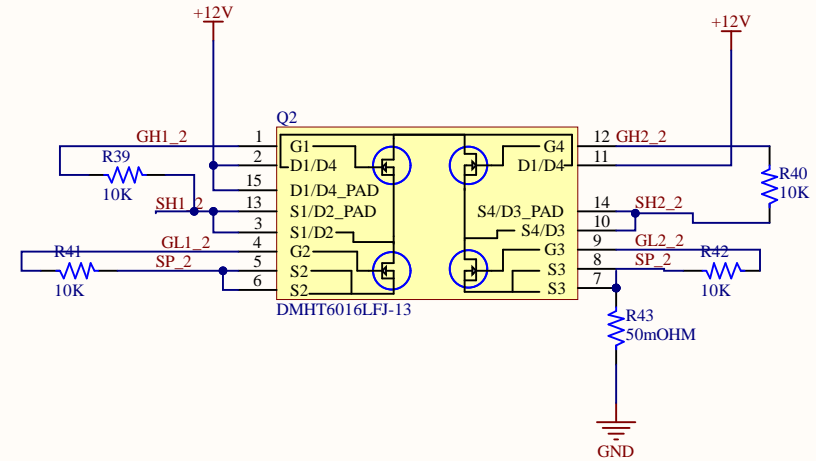 +12V
+12V
Q2
GH1_2 1 G1 G4 12 GH2_2
R39 2 D1/D4 D1/D4 11
10K 15 D1/D4_PAD R40
10K
SH1_2 13 S1/D2_PAD S4/D3_PAD 14 SH2_2
3 S1/D2 S4/D3 10
GL1_2 4 G2 G3 9 GL2_2
R41 SP_2 5 S2 S3 8 SP_2 R42
10K 6 S2 S3 7 10K
DMHT6016LFJ-13
R43
50mOHM
GND